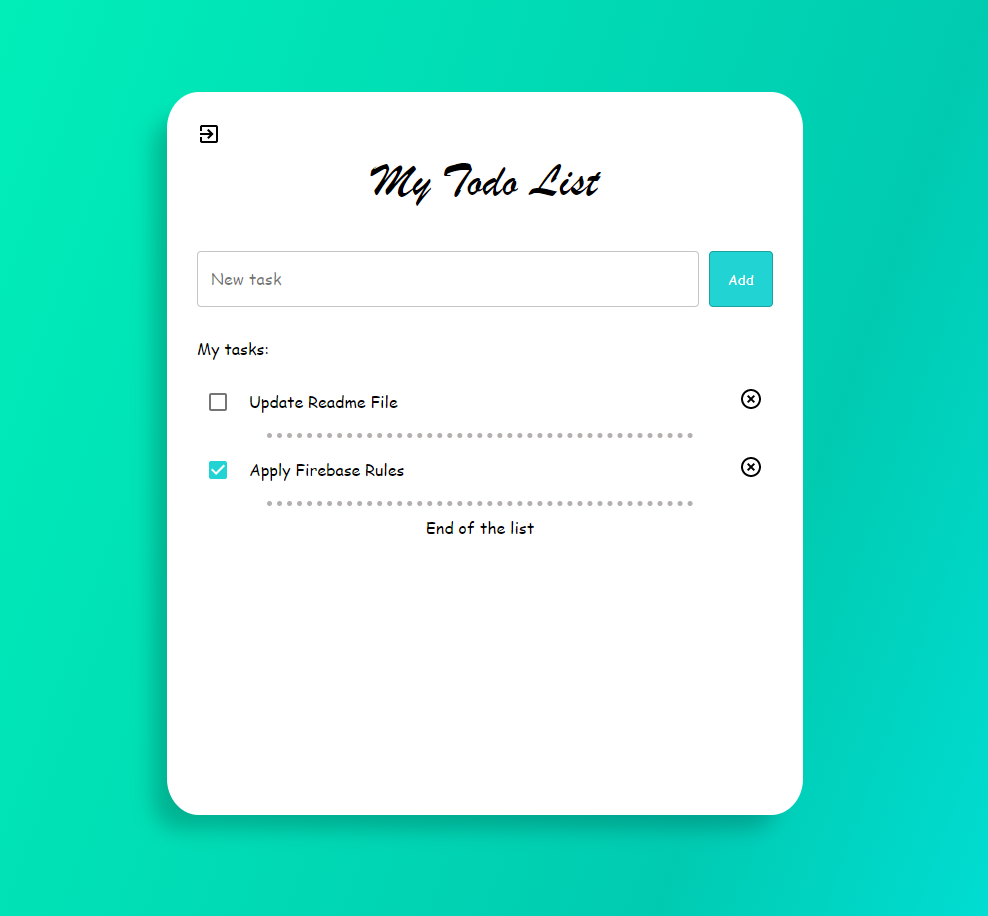 My Todo List
New task
Add
My tasks:
Update Readme File
Apply Firebase Rules
End of the list